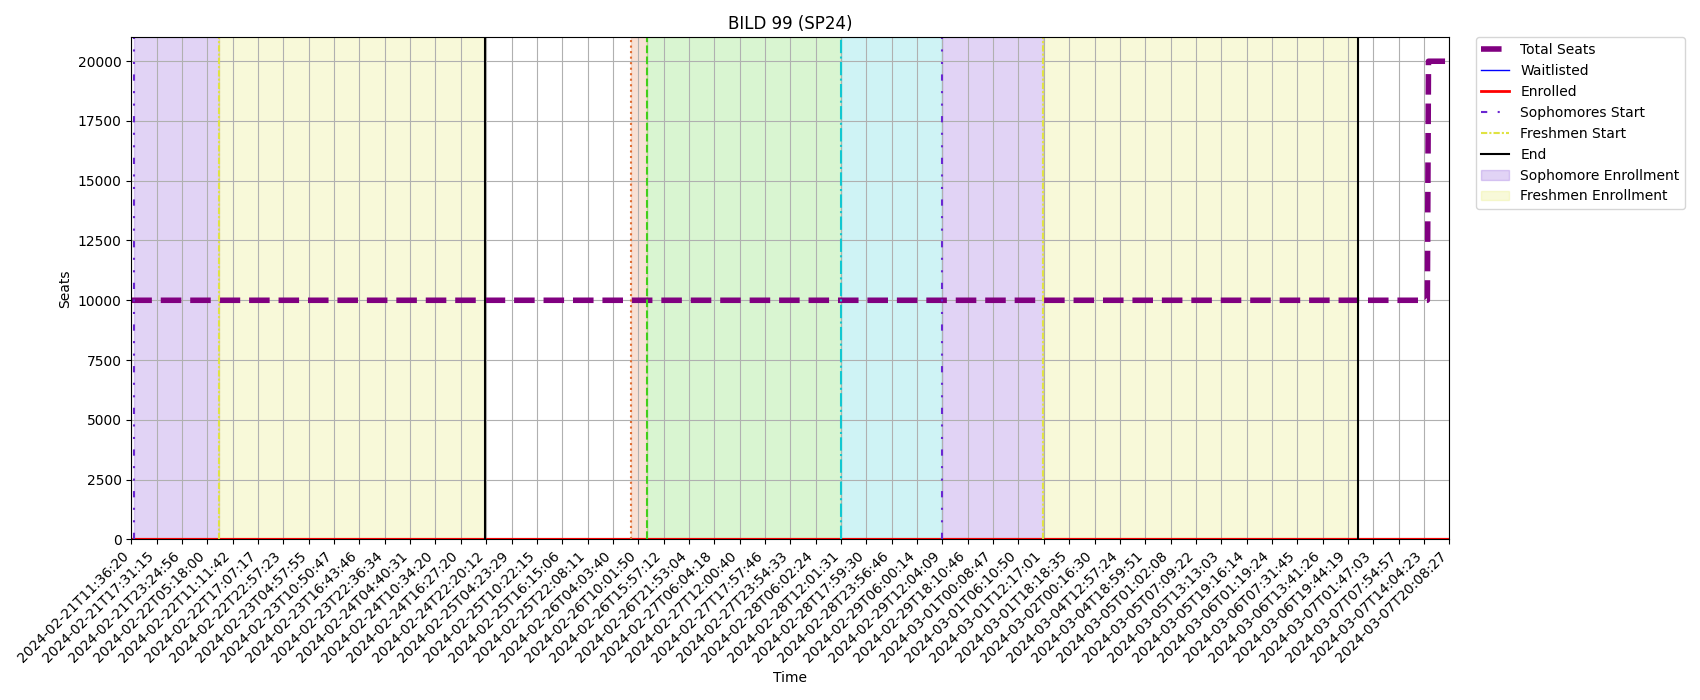 BILD 99 (SP24)
Total Seats
Waitlisted
Enrolled
Sophomores Start
Freshmen Start
End
Sophomore Enrollment
Freshmen Enrollment
Seats
20000
17500
15000
12500
10000
7500
5000
2500
0
2024-02-21T11:36:20
2024-02-21T17:31:15
2024-02-21T23:24:56
2024-02-22T05:18:00
2024-02-22T11:11:42
2024-02-22T17:07:17
2024-02-22T22:57:23
2024-02-23T04:57:55
2024-02-23T10:50:47
2024-02-23T16:43:46
2024-02-23T22:36:34
2024-02-24T04:40:31
2024-02-24T10:34:20
2024-02-24T16:27:20
2024-02-24T22:20:12
2024-02-25T04:23:29
2024-02-25T10:22:15
2024-02-25T16:15:06
2024-02-25T22:08:11
2024-02-26T04:03:40
2024-02-26T10:01:50
2024-02-26T15:57:12
2024-02-26T21:53:04
2024-02-27T06:04:18
2024-02-27T12:00:40
2024-02-27T17:57:46
2024-02-27T23:54:33
2024-02-28T06:02:24
2024-02-28T12:01:31
2024-02-28T17:59:30
2024-02-28T23:56:46
2024-02-29T06:00:14
2024-02-29T12:04:09
2024-02-29T18:10:46
2024-03-01T00:08:47
2024-03-01T06:10:50
2024-03-01T12:17:01
2024-03-01T18:18:35
2024-03-02T00:16:30
2024-03-04T12:57:24
2024-03-04T18:59:51
2024-03-05T01:02:08
2024-03-05T07:09:22
2024-03-05T13:13:03
2024-03-05T19:16:14
2024-03-06T01:19:24
2024-03-06T07:31:45
2024-03-06T13:41:26
2024-03-06T19:44:19
2024-03-07T01:47:03
2024-03-07T07:54:57
2024-03-07T14:04:23
2024-03-07T20:08:27
Time